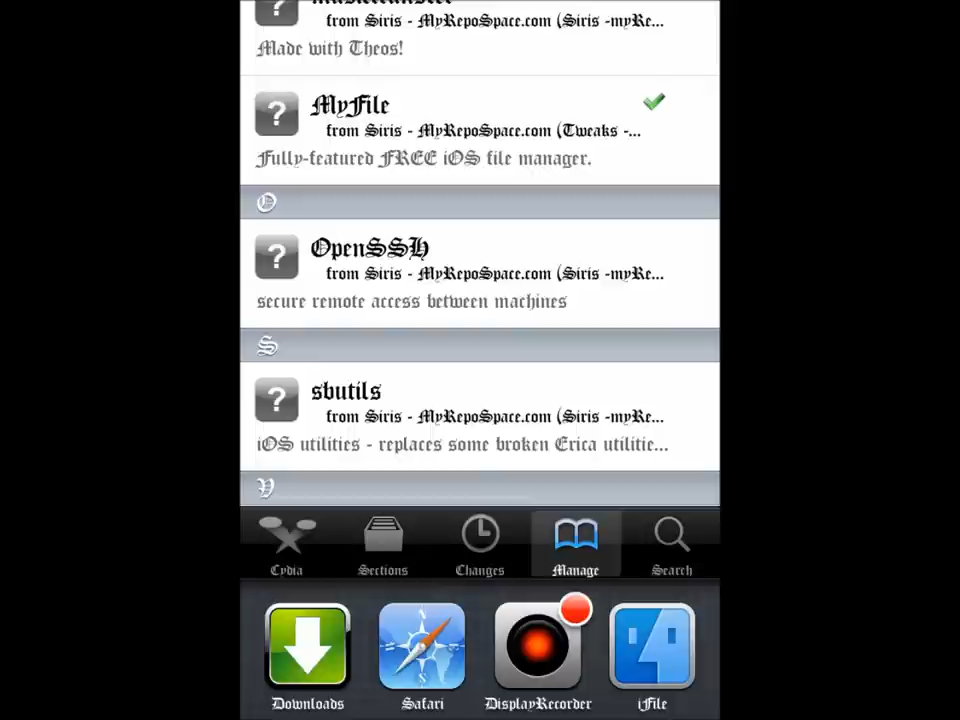 from Siris - MyRepoSpace.com (Siris -myRe...
Made with Theos!
MyFile
from Siris - MyRepoSpace.com (Tweaks -...
Fully-featured FREE iOS file manager.
O
OpenSSH
from Siris - MyRepoSpace.com (Siris -myRe...
secure remote access between machines
S
sbutils
from Siris - MyRepoSpace.com (Siris -myRe...
iOS utilities - replaces some broken Erica utilitie...
Cydia
Sections
Changes
Manage
Search
Downloads
Safari
DisplayRecorder
iFile